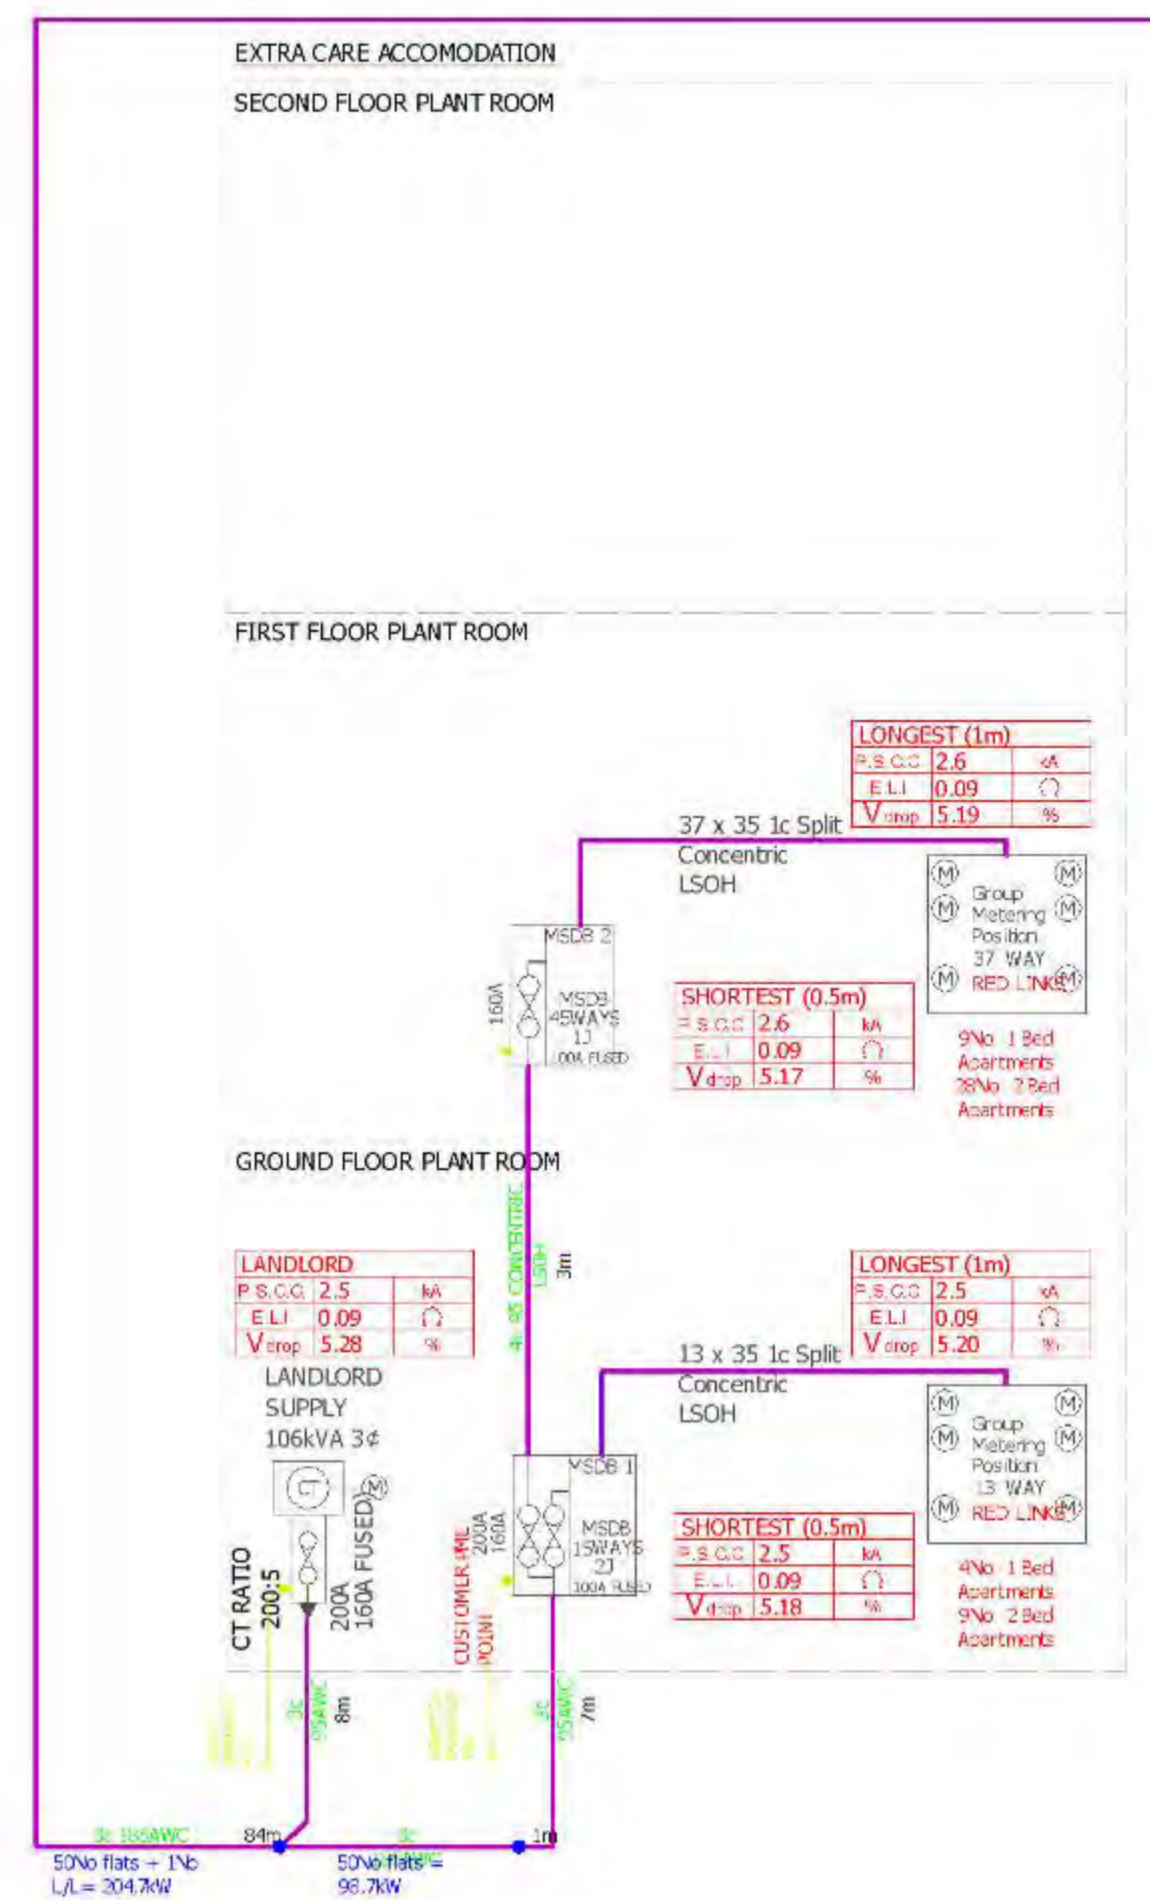 EXTRA CARE ACCOMODATION
SECOND FLOOR PLANT ROOM
FIRST FLOOR PLANT ROOM
LONGEST (1m)
P.S.C.C 2.6 kA
E.L.I 0.09 Ω
V drop 5.19 %
37 x 35 1c Split
Concentric
LSOH
M M
Group
M Metering M
Position
37 WAY
M RED LINKS M
9No 1 Bed
Apartments
28No 2 Bed
Apartments
MSDB 2
160A
MSDB
45WAYS
1J
100A FUSED
SHORTEST (0.5m)
P.S.C.C 2.6 kA
E.L.I 0.09 Ω
V drop 5.17 %
GROUND FLOOR PLANT ROOM
4c 95 CONCENTRIC
LSOH
3m
LANDLORD
P.S.C.C. 2.5 kA
E.L.I 0.09 Ω
V drop 5.28 %
LANDLORD
SUPPLY
106kVA 3¢
CT
M
CT RATIO
200:5
200A
160A FUSED
LONGEST (1m)
P.S.C.C 2.5 kA
E.L.I 0.09 Ω
V drop 5.20 %
13 x 35 1c Split
Concentric
LSOH
M M
Group
M Metering M
Position
13 WAY
M RED LINKS M
4No 1 Bed
Apartments
9No 2 Bed
Apartments
MSDB 1
200A
160A
MSDB
15WAYS
2J
100A FUSED
CUSTOMER PME
POINT
SHORTEST (0.5m)
P.S.C.C 2.5 kA
E.L.I. 0.09 Ω
V drop 5.18 %
3c
95AWC
8m
3c
95AWC
7m
3c 185AWC
84m
3c
1m
50No flats + 1No
L/L= 204.7kW
50No flats =
98.7kW